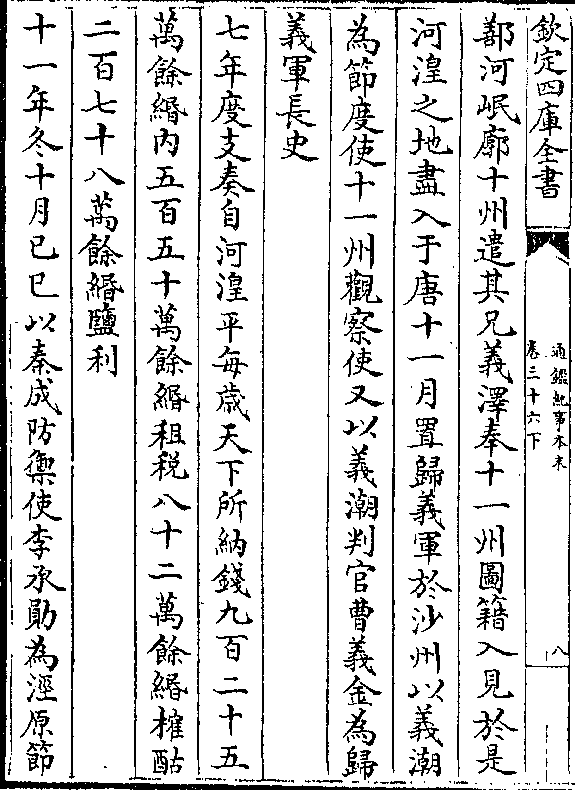 欽定四庫全書
通鑑紀事本末
卷三十六下
八
鄯河岷廓十州遣其兄義澤奉十一州圖籍入見於是
河湟之地盡入于唐十一月置歸義軍於沙州以義潮
為節度使十一州觀察使又以義潮判官曹義金為歸
義軍長史
七年度支奏自河湟平每歲天下所納錢九百二十五
萬餘緡内五百五十萬餘緡租税八十二萬餘緡榷酤
二百七十八萬餘緡鹽利
十一年冬十月已巳以秦成防禦使李承勛為涇原節